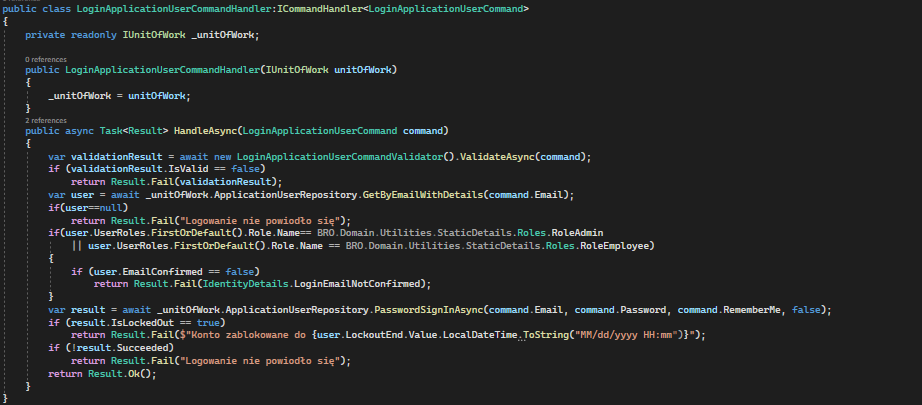 public class LoginApplicationUserCommandHandler:ICommandHandler<LoginApplicationUserCommand>
{
    private readonly IUnitOfWork _unitOfWork;

    0 references
    public LoginApplicationUserCommandHandler(IUnitOfWork unitOfWork)
    {
        _unitOfWork = unitOfWork;
    }
    2 references
    public async Task<Result> HandleAsync(LoginApplicationUserCommand command)
    {
        var validationResult = await new LoginApplicationUserCommandValidator().ValidateAsync(command);
        if (validationResult.IsValid == false)
            return Result.Fail(validationResult);
        var user = await _unitOfWork.ApplicationUserRepository.GetByEmailWithDetails(command.Email);
        if(user==null)
            return Result.Fail("Logowanie nie powiodło się");
        if(user.UserRoles.FirstOrDefault().Role.Name== BRO.Domain.Utilities.StaticDetails.Roles.RoleAdmin
            || user.UserRoles.FirstOrDefault().Role.Name == BRO.Domain.Utilities.StaticDetails.Roles.RoleEmployee)
        {
            if (user.EmailConfirmed == false)
                return Result.Fail(IdentityDetails.LoginEmailNotConfirmed);
        }
        var result = await _unitOfWork.ApplicationUserRepository.PasswordSignInAsync(command.Email, command.Password, command.RememberMe, false);
        if (result.IsLockedOut == true)
            return Result.Fail($"Konto zablokowane do {user.LockoutEnd.Value.LocalDateTime.ToString("MM/dd/yyyy HH:mm")}");
        if (!result.Succeeded)
            return Result.Fail("Logowanie nie powiodło się");
        return Result.Ok();
    }
}